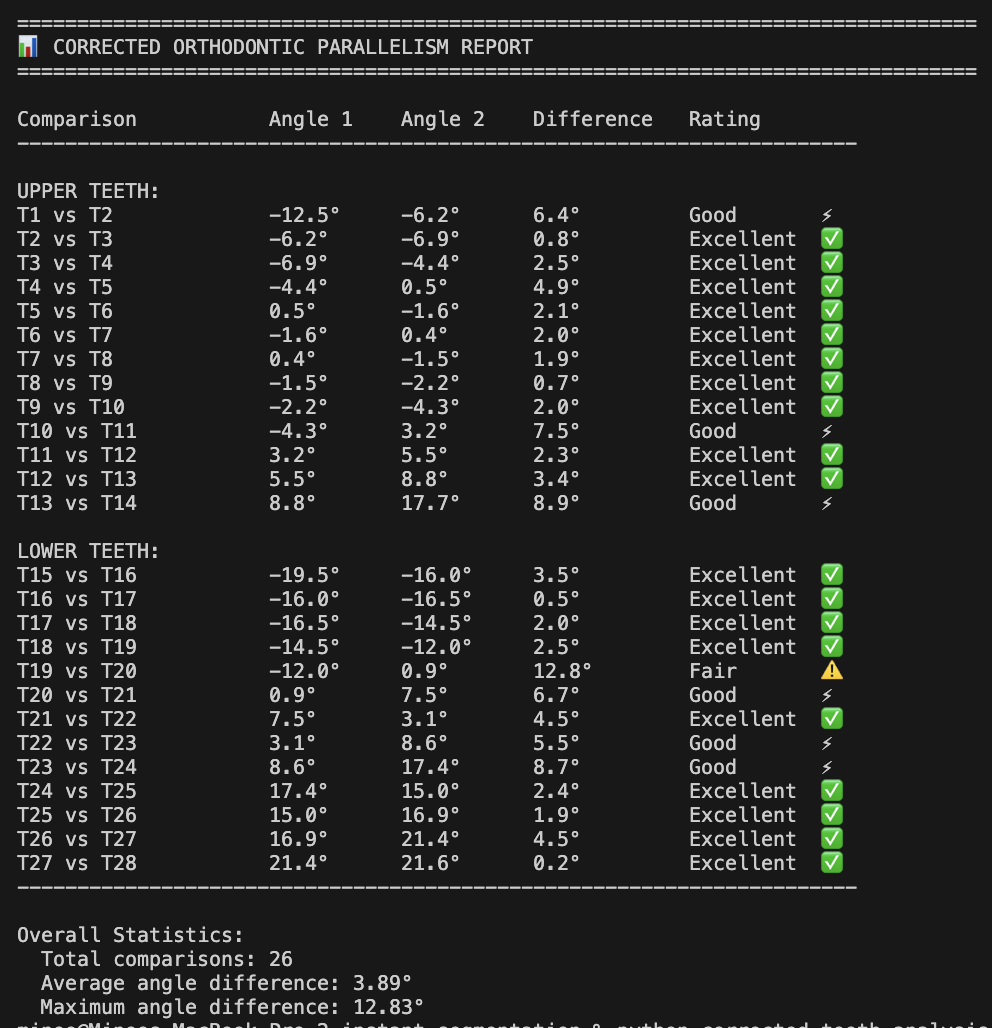 ================================================================================
📊 CORRECTED ORTHODONTIC PARALLELISM REPORT
================================================================================
Comparison Angle 1 Angle 2 Difference Rating
----------------------------------------------------------------------
UPPER TEETH:
T1 vs T2 -12.5° -6.2° 6.4° Good ⚡
T2 vs T3 -6.2° -6.9° 0.8° Excellent ✅
T3 vs T4 -6.9° -4.4° 2.5° Excellent ✅
T4 vs T5 -4.4° 0.5° 4.9° Excellent ✅
T5 vs T6 0.5° -1.6° 2.1° Excellent ✅
T6 vs T7 -1.6° 0.4° 2.0° Excellent ✅
T7 vs T8 0.4° -1.5° 1.9° Excellent ✅
T8 vs T9 -1.5° -2.2° 0.7° Excellent ✅
T9 vs T10 -2.2° -4.3° 2.0° Excellent ✅
T10 vs T11 -4.3° 3.2° 7.5° Good ⚡
T11 vs T12 3.2° 5.5° 2.3° Excellent ✅
T12 vs T13 5.5° 8.8° 3.4° Excellent ✅
T13 vs T14 8.8° 17.7° 8.9° Good ⚡
LOWER TEETH:
T15 vs T16 -19.5° -16.0° 3.5° Excellent ✅
T16 vs T17 -16.0° -16.5° 0.5° Excellent ✅
T17 vs T18 -16.5° -14.5° 2.0° Excellent ✅
T18 vs T19 -14.5° -12.0° 2.5° Excellent ✅
T19 vs T20 -12.0° 0.9° 12.8° Fair ⚠️
T20 vs T21 0.9° 7.5° 6.7° Good ⚡
T21 vs T22 7.5° 3.1° 4.5° Excellent ✅
T22 vs T23 3.1° 8.6° 5.5° Good ⚡
T23 vs T24 8.6° 17.4° 8.7° Good ⚡
T24 vs T25 17.4° 15.0° 2.4° Excellent ✅
T25 vs T26 15.0° 16.9° 1.9° Excellent ✅
T26 vs T27 16.9° 21.4° 4.5° Excellent ✅
T27 vs T28 21.4° 21.6° 0.2° Excellent ✅
----------------------------------------------------------------------
Overall Statistics:
Total comparisons: 26
Average angle difference: 3.89°
Maximum angle difference: 12.83°